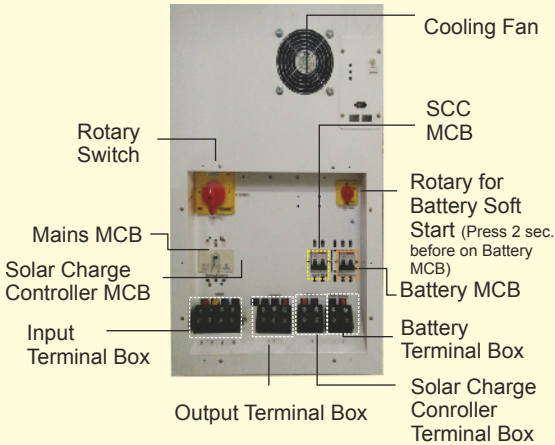 Cooling Fan
SCC
MCB
Rotary
Switch
Rotary for
Battery Soft
Start (Press 2 sec.
before on Battery
MCB)
Mains MCB
Solar Charge
Controller MCB
Battery MCB
Input
Terminal Box
Battery
Terminal Box
Output Terminal Box
Solar Charge
Conroller
Terminal Box